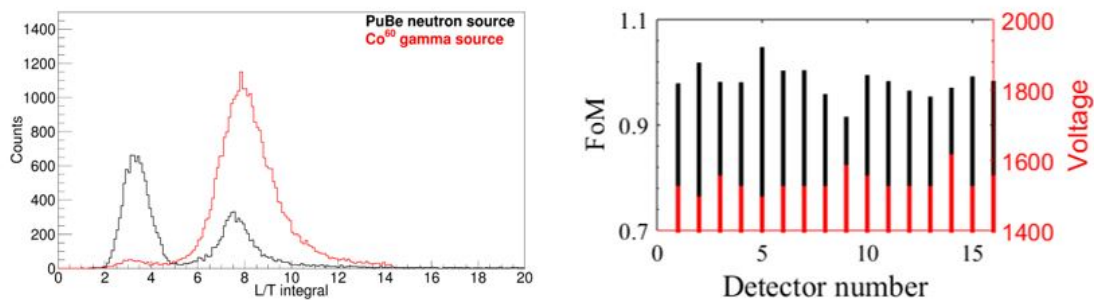 PuBe neutron source
Co60 gamma source
1400
1200
1000
800
600
400
200
0
Counts
0 2 4 6 8 10 12 14 16 18 20
L/T integral
1.1
0.9
0.7
FoM
0 5 10 15
Detector number
2000
1800
1600
1400
Voltage